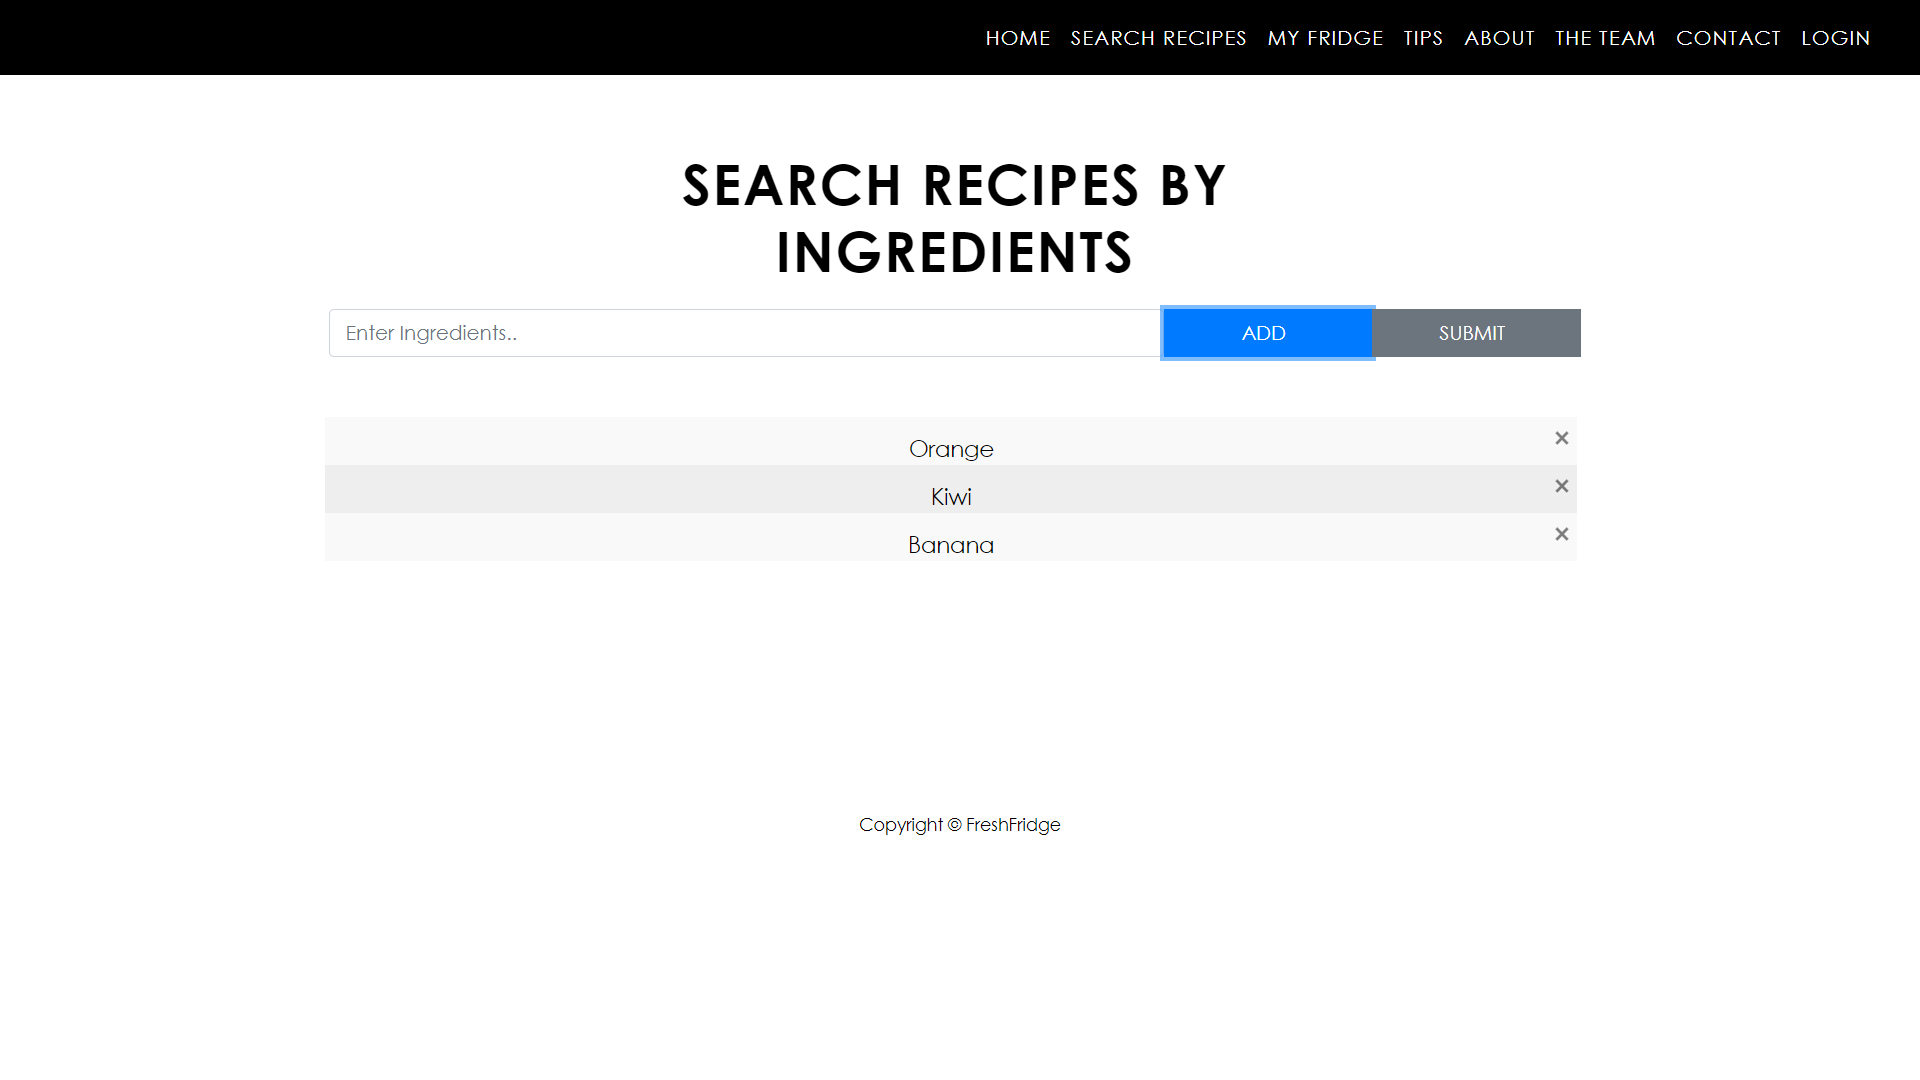 HOME SEARCH RECIPES MY FRIDGE TIPS ABOUT THE TEAM CONTACT LOGIN
SEARCH RECIPES BY
INGREDIENTS
Enter Ingredients.. ADD SUBMIT
Orange ×
Kiwi ×
Banana ×
Copyright © FreshFridge